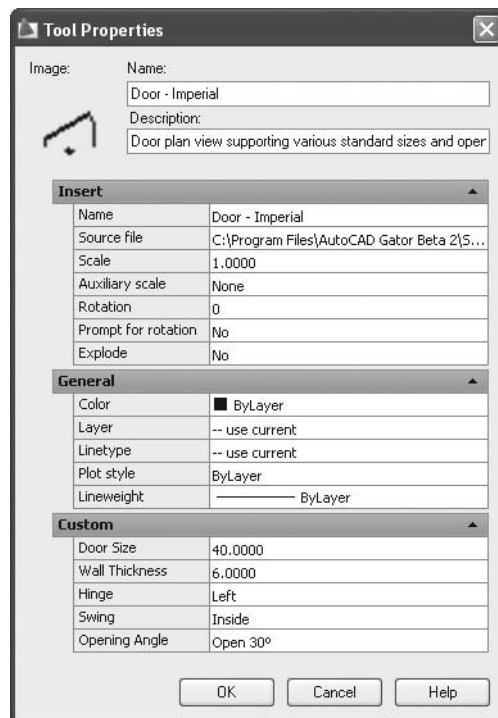 Tool Properties
Image:
Name:
Door - Imperial
Description:
Door plan view supporting various standard sizes and oper
Insert
Name Door - Imperial
Source file C:\Program Files\AutoCAD Gator Beta 2\S...
Scale 1.0000
Auxiliary scale None
Rotation 0
Prompt for rotation No
Explode No
General
Color ByLayer
Layer -- use current
Linetype -- use current
Plot style ByLayer
Lineweight ByLayer
Custom
Door Size 40.0000
Wall Thickness 6.0000
Hinge Left
Swing Inside
Opening Angle Open 30º
OK Cancel Help